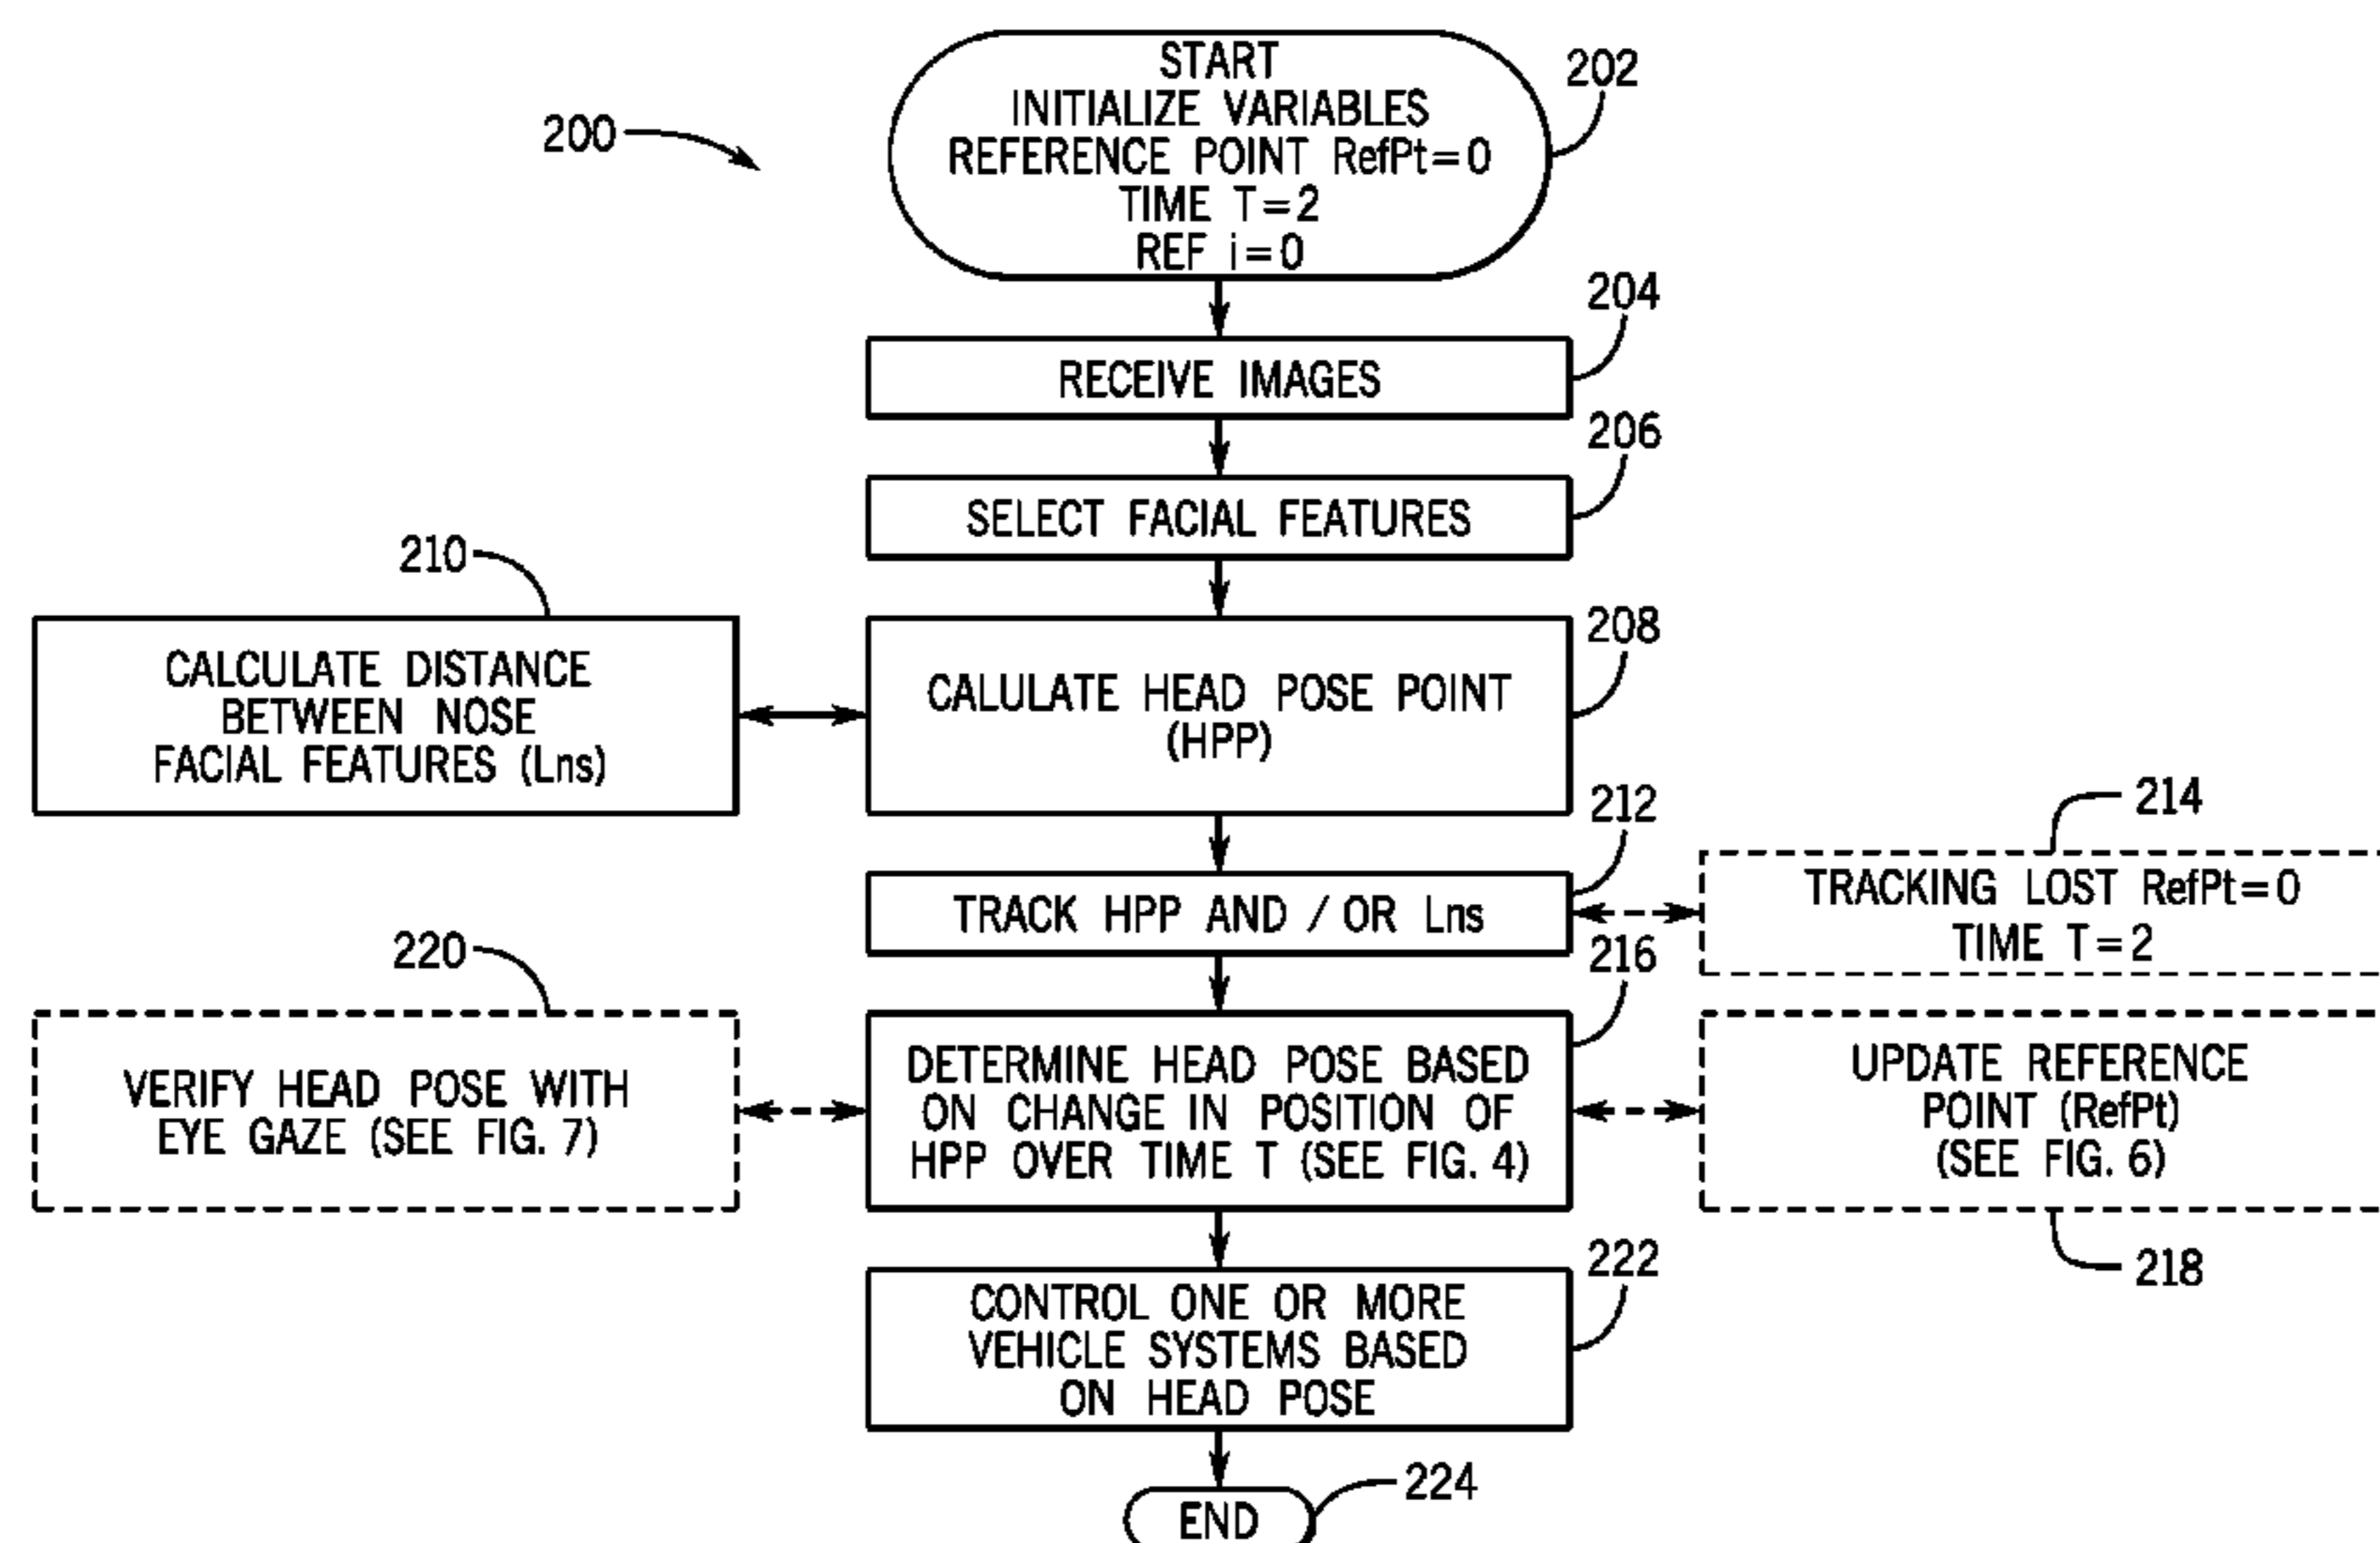 200
START
INITIALIZE VARIABLES
REFERENCE POINT RefPt=0
TIME T=2
REF i=0
202
204
RECEIVE IMAGES
206
SELECT FACIAL FEATURES
210
CALCULATE DISTANCE
BETWEEN NOSE
FACIAL FEATURES (Lns)
208
CALULATE HEAD POSE POINT
(HPP)
212
TRACK HPP AND / OR Lns
214
TRACKING LOST RefPt=0
TIME T=2
220
VERIFY HEAD POSE WITH
EYE GAZE (SEE FIG. 7)
216
DETERMINE HEAD POSE BASED
ON CHANGE IN POSITION OF
HPP OVER TIME T (SEE FIG. 4)
UPDATE REFERENCE
POINT (RefPt)
(SEE FIG. 6)
218
222
CONTROL ONE OR MORE
VEHICLE SYSTEMS BASED
ON HEAD POSE
224
END